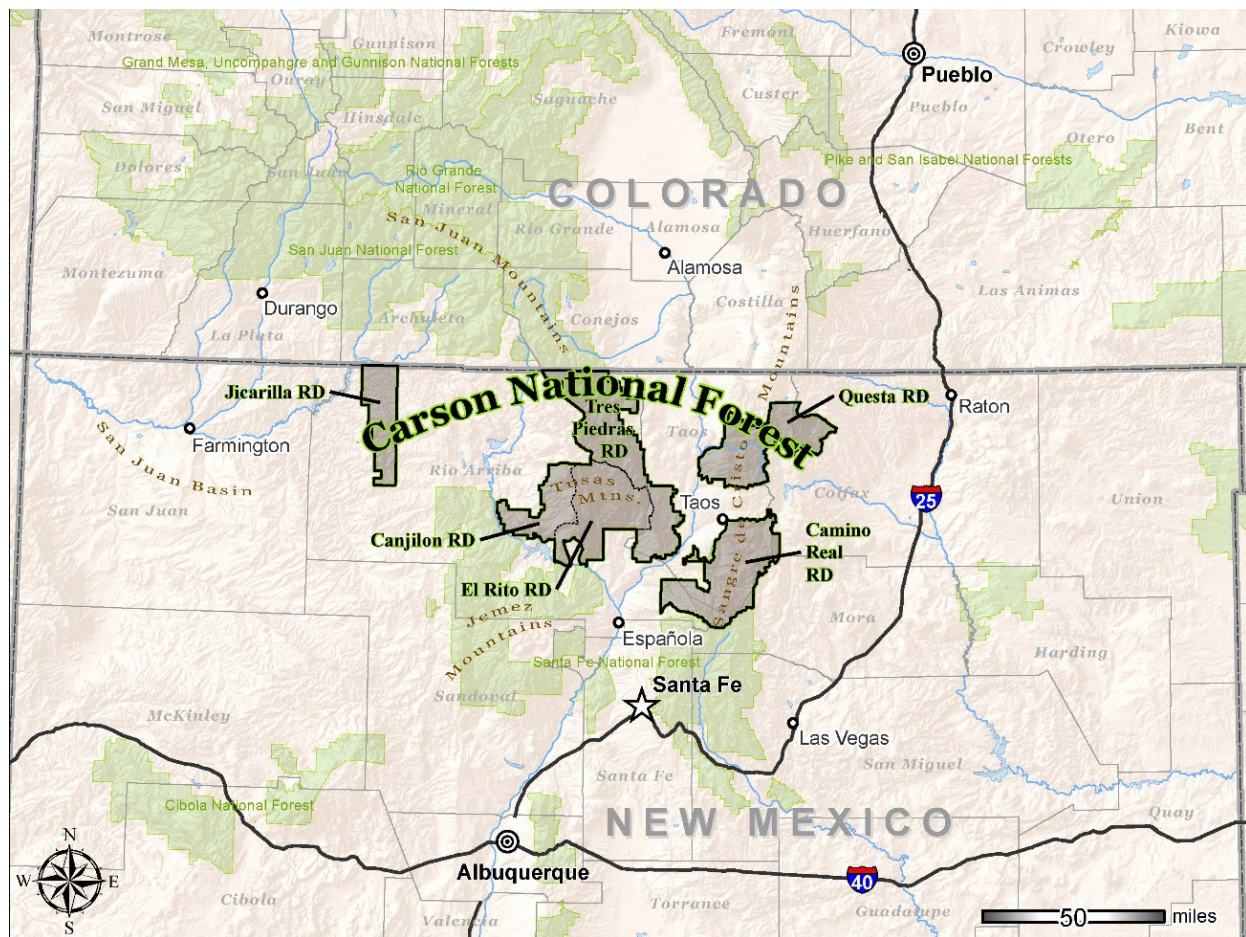 Montrose
Gunnison
Fremont
Crowley
Kiowa
Grand Mesa, Uncompahgre and Gunnison National Forests
Ouray
Pueblo
San Miguel
Hinsdale
Saguache
Custer
Pueblo
Otero
Bent
Dolores
San Juan
Rio Grande
National Forest
Pike and San Isabel National Forests
COLORADO
Mineral
San Juan Mountains
Rio Grande
Alamosa
Huerfano
San Juan National Forest
Montezuma
Alamosa
Durango
Costilla
Las Animas
La Plata
Archuleta
Conejos
Sangre de Cristo Mountains
Carson National Forest
Jicarilla RD
Tres
Piedras
RD
Questa RD
Raton
Taos
Farmington
San Juan Basin
Rio Arriba
Tusas
Mtns.
25
San Juan
Taos
Colfax
Union
Canjilon RD
Camino
Real
RD
El Rito RD
Jemez
Mountains
Española
Mora
Harding
Santa Fe National Forest
Sandoval
Santa Fe
McKinley
Las Vegas
Santa Fe
San Miguel
Cibola National Forest
NEW MEXICO
Quay
N
W
E
S
Albuquerque
40
Cibola
Valencia
Torrance
Guadalupe
50
miles